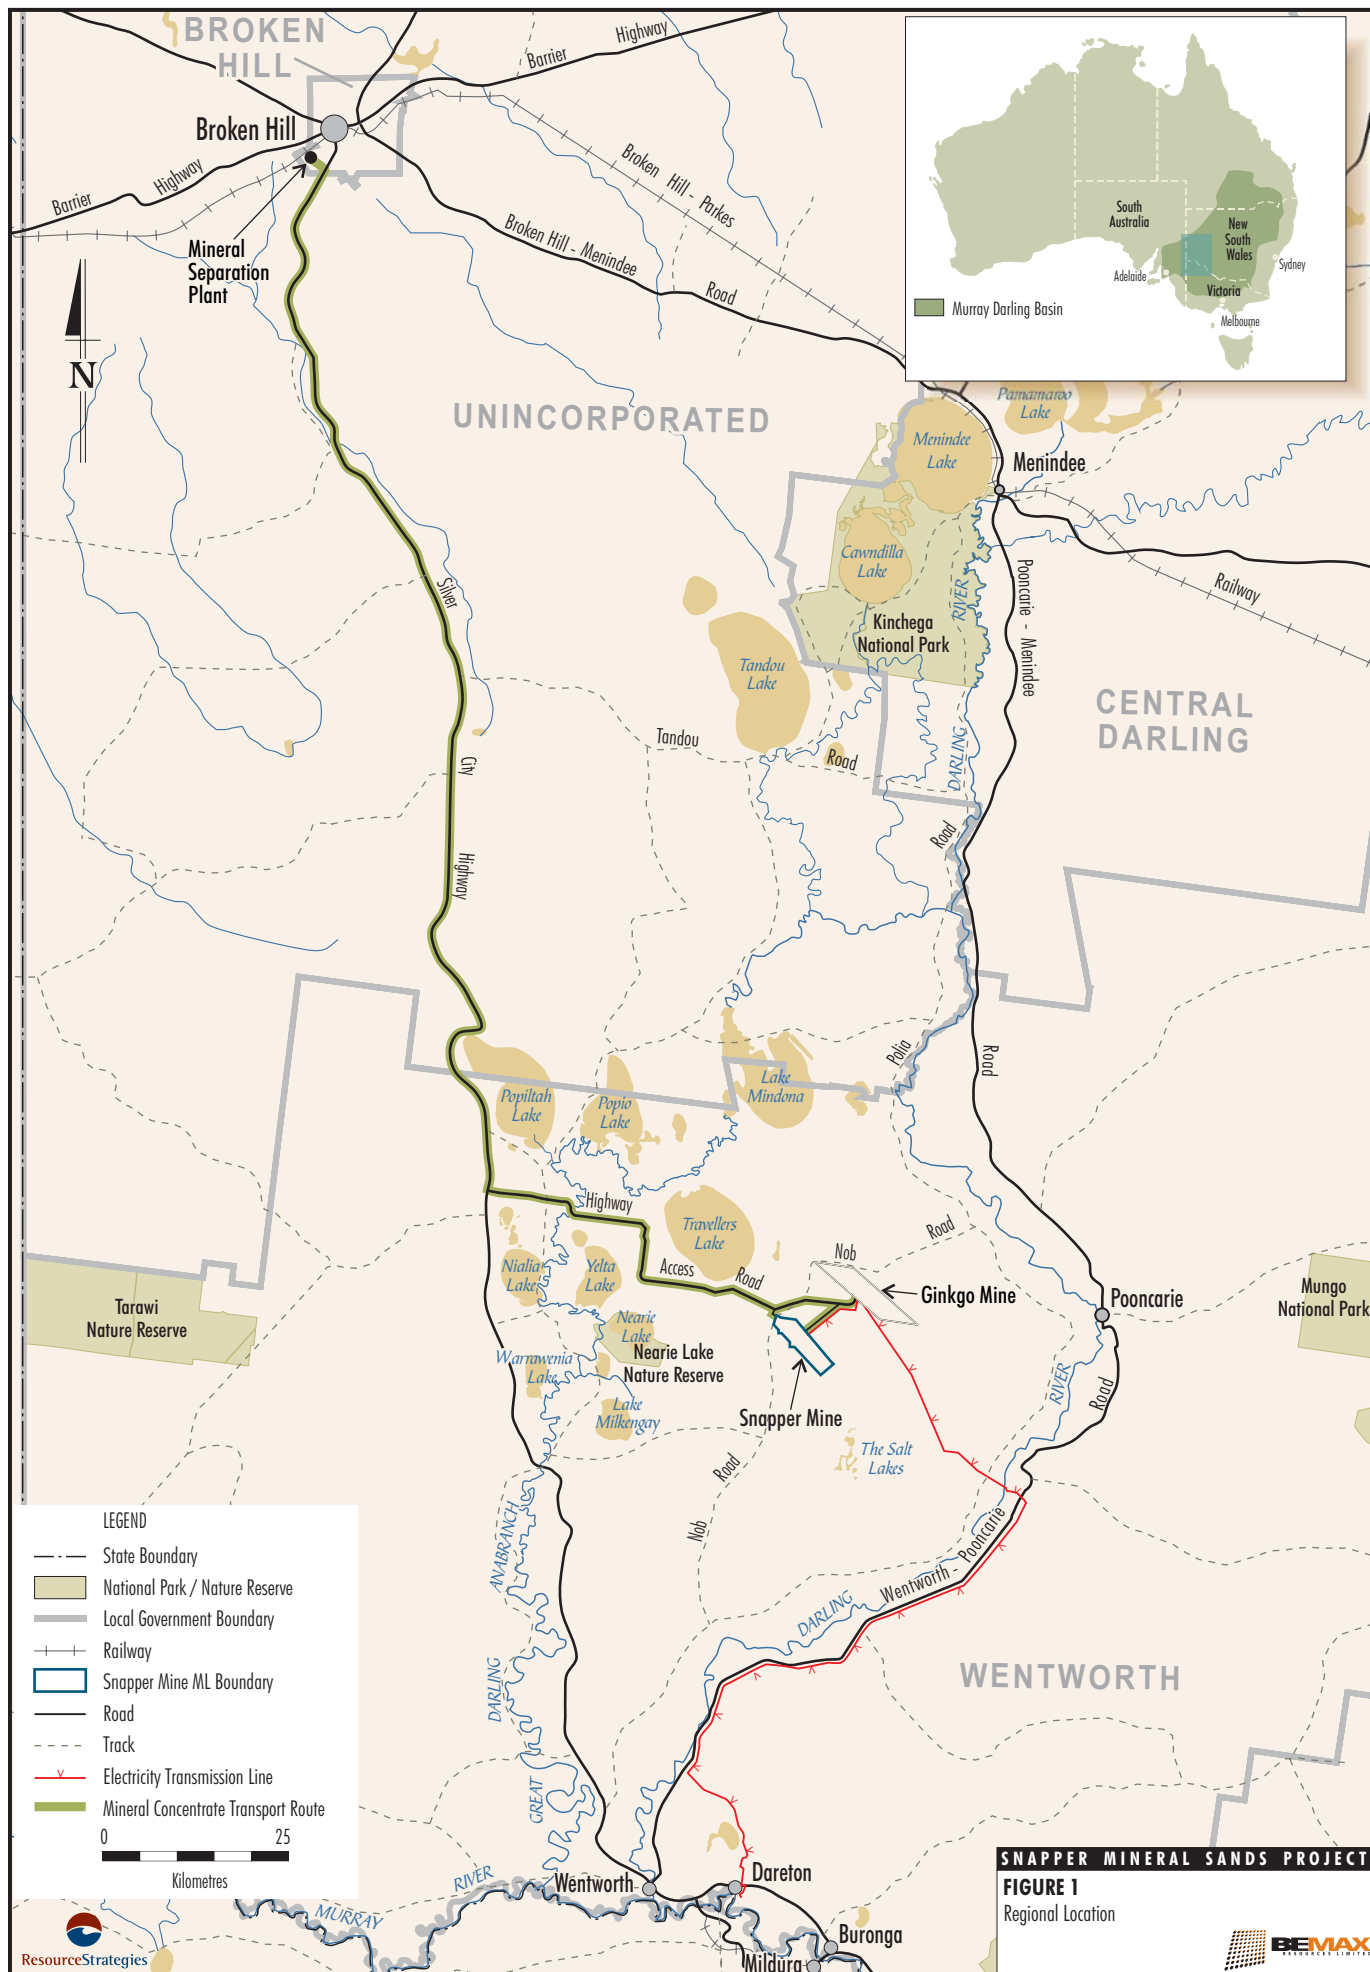 BROKEN
HILL
Highway
Barrier
Broken Hill
Highway
Barrier
Mineral
Separation
Plant
Broken Hill - Parkes
Broken Hill - Menindee
Road
N
UNINCORPORATED
South
Australia
New
South
Wales
Sydney
Adelaide
Victoria
Melbourne
Murray Darling Basin
Pamamaroo
Lake
Menindee
Lake
Menindee
Cawndilla
Lake
RIVER
Pooncarie - Menindee
Railway
Kinchega
National Park
Silver
Tandou
Lake
CENTRAL
DARLING
Tandou
Road
DARLING
City
Road
Highway
Polia
Road
Popiltah
Lake
Popio
Lake
Lake
Mindona
Highway
Travellers
Lake
Road
Nob
Nialia
Lake
Yelta
Lake
Access
Road
Ginkgo Mine
Pooncarie
Mungo
National Park
Tarawi
Nature Reserve
Nearie
Lake
Nearie Lake
Nature Reserve
Warrawenia
Lake
Lake
Milkengay
Snapper Mine
RIVER
Road
The Salt
Lakes
Road
Nob
ANABRANCH
Wentworth - Pooncarie
DARLING
DARLING
WENTWORTH
GREAT
LEGEND
State Boundary
National Park / Nature Reserve
Local Government Boundary
Railway
Snapper Mine ML Boundary
Road
Track
Electricity Transmission Line
Mineral Concentrate Transport Route
0 25
Kilometres
RIVER
MURRAY
Wentworth
Dareton
Buronga
Mildura
SNAPPER MINERAL SANDS PROJECT
FIGURE 1
Regional Location
ResourceStrategies
BEMAX
RESOURCES LIMITED